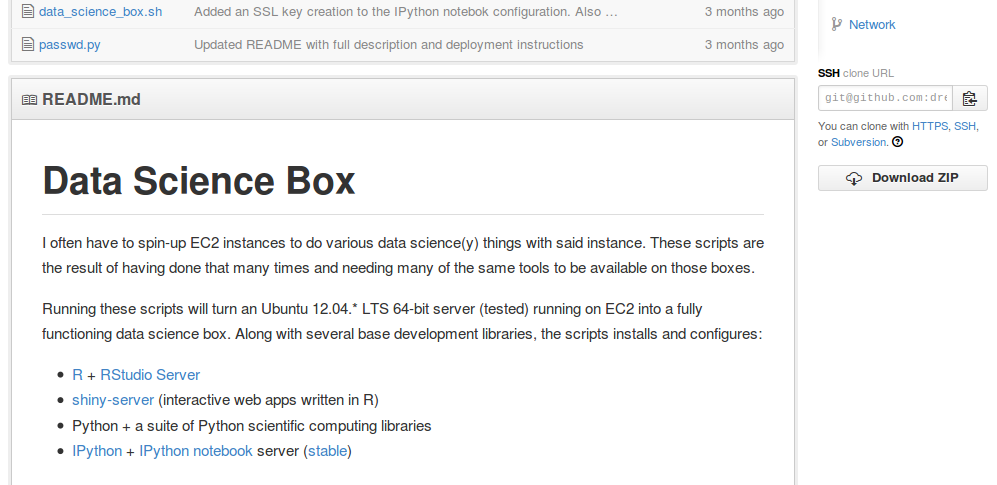 data_science_box.sh Added an SSL key creation to the IPython notebok configuration. Also … 3 months ago
passwd.py Updated README with full description and deployment instructions 3 months ago
README.md
Data Science Box
I often have to spin-up EC2 instances to do various data science(y) things with said instance. These scripts are
the result of having done that many times and needing many of the same tools to be available on those boxes.
Running these scripts will turn an Ubuntu 12.04.* LTS 64-bit server (tested) running on EC2 into a fully
functioning data science box. Along with several base development libraries, the scripts installs and configures:
• R + RStudio Server
• shiny-server (interactive web apps written in R)
• Python + a suite of Python scientific computing libraries
• IPython + IPython notebook server (stable)
Network
SSH clone URL
git@github.com:dre
You can clone with HTTPS, SSH,
or Subversion.
Download ZIP